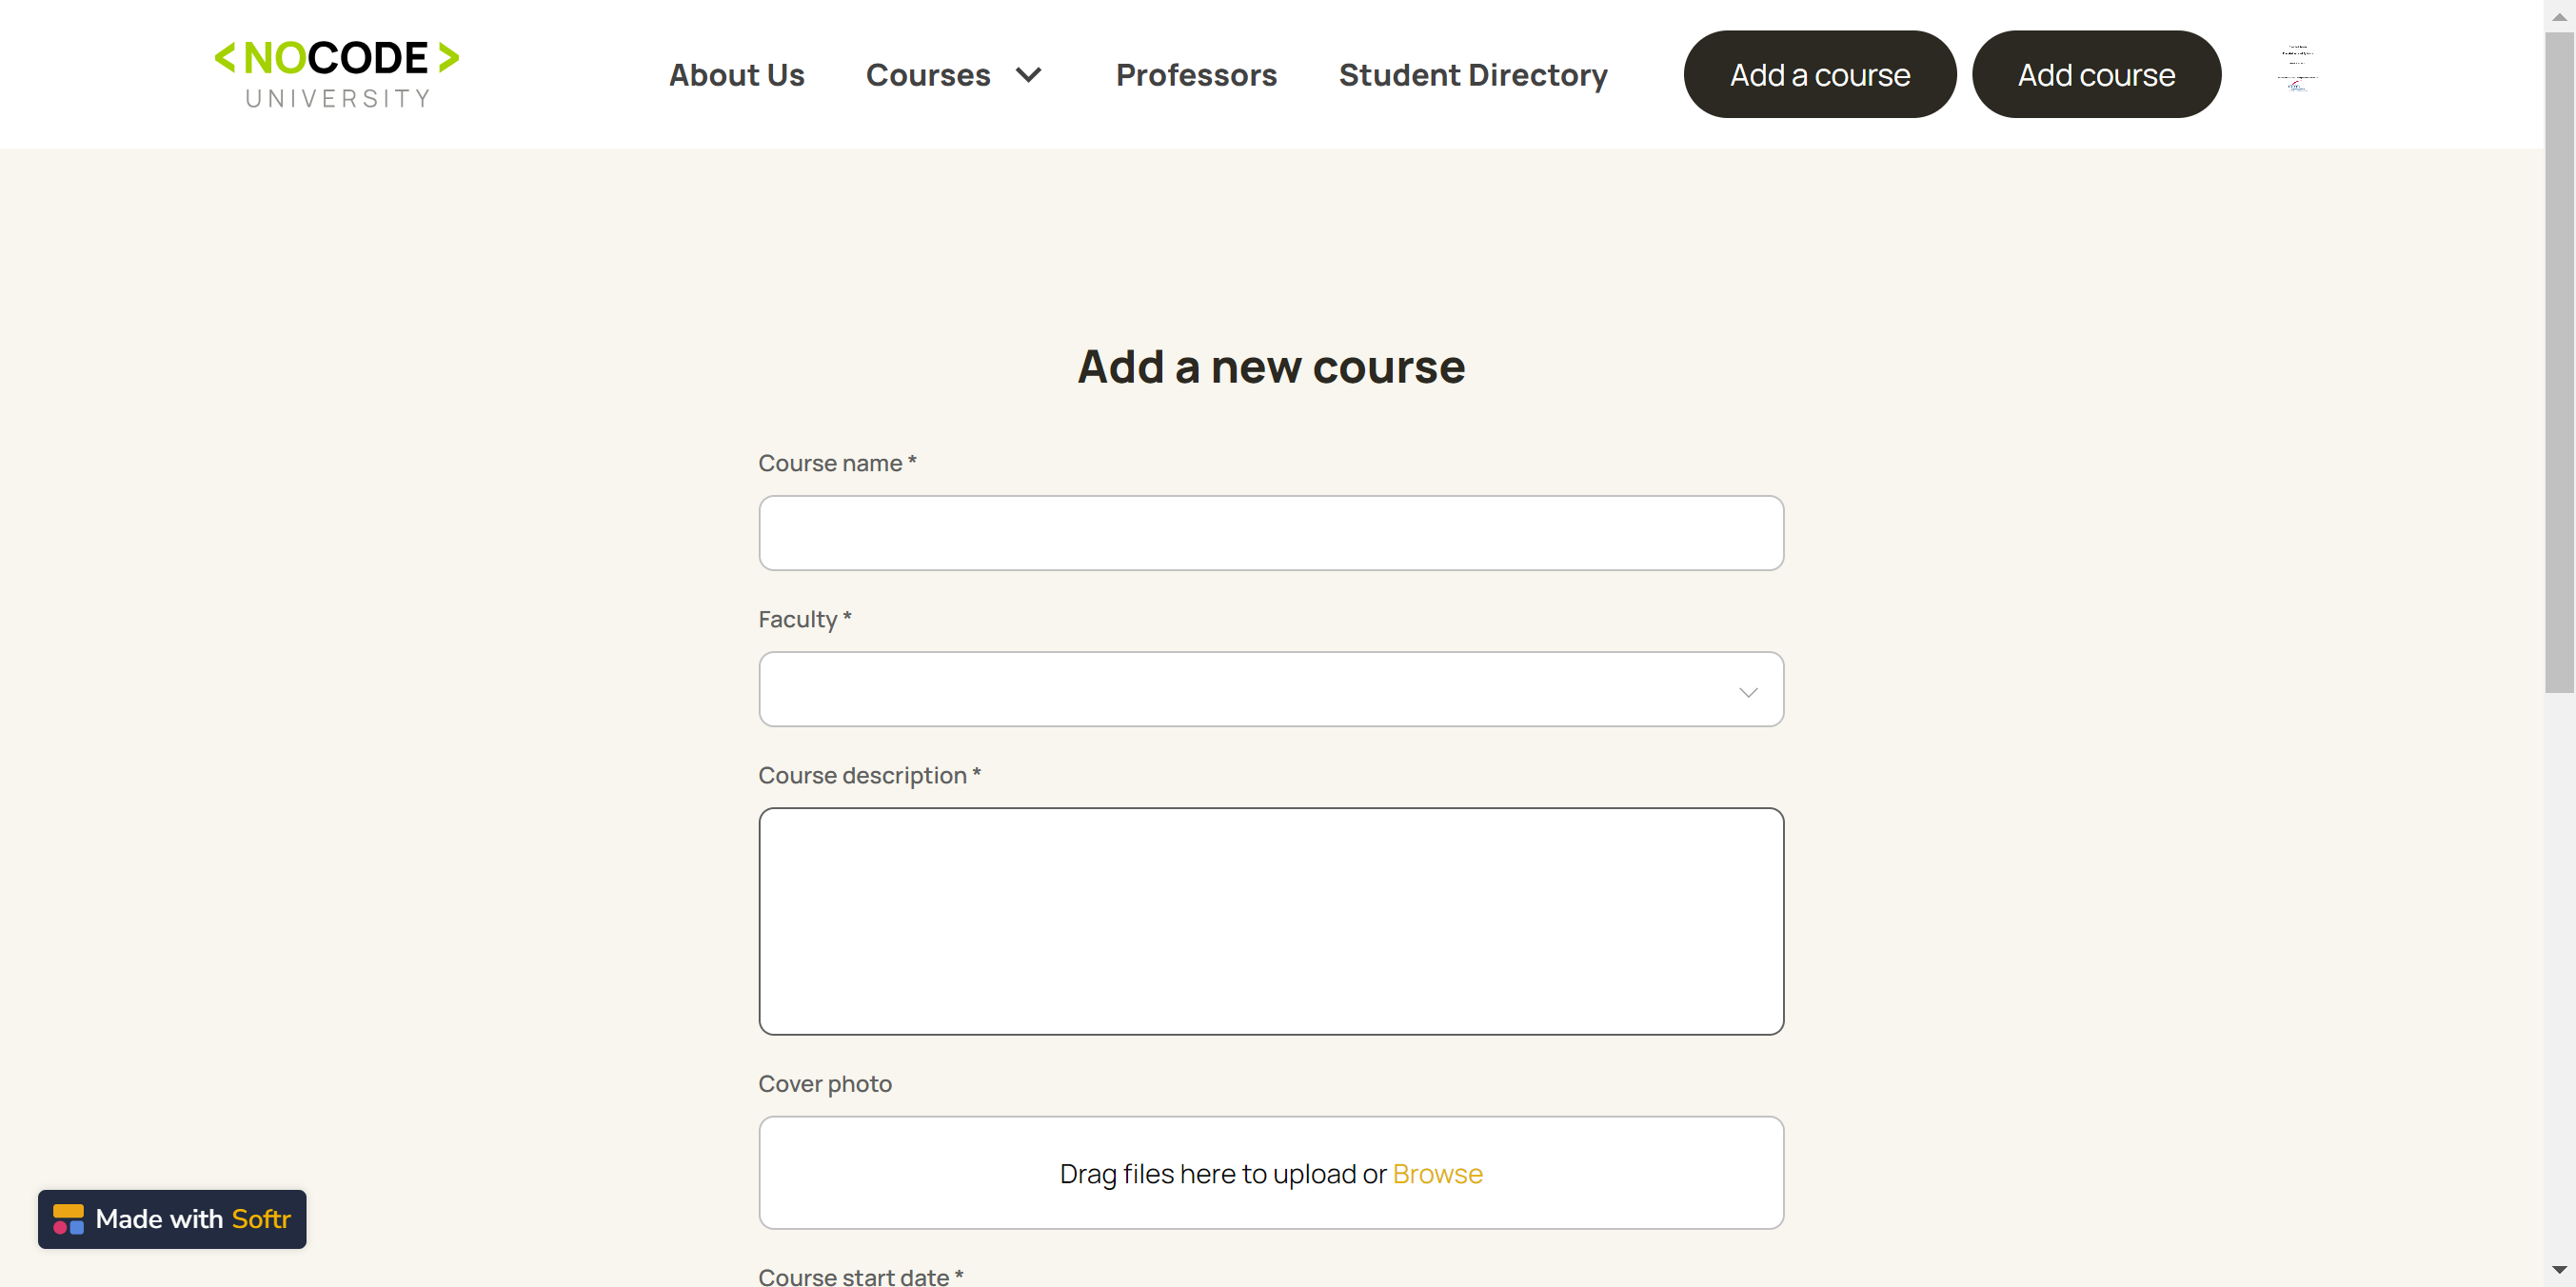 <NOCODE>
UNIVERSITY
About Us
Courses
Professors
Student Directory
Add a course
Add course
Add a new course
Course name *
Faculty *
Course description *
Cover photo
Drag files here to upload or Browse
Made with Softr
Course start date *